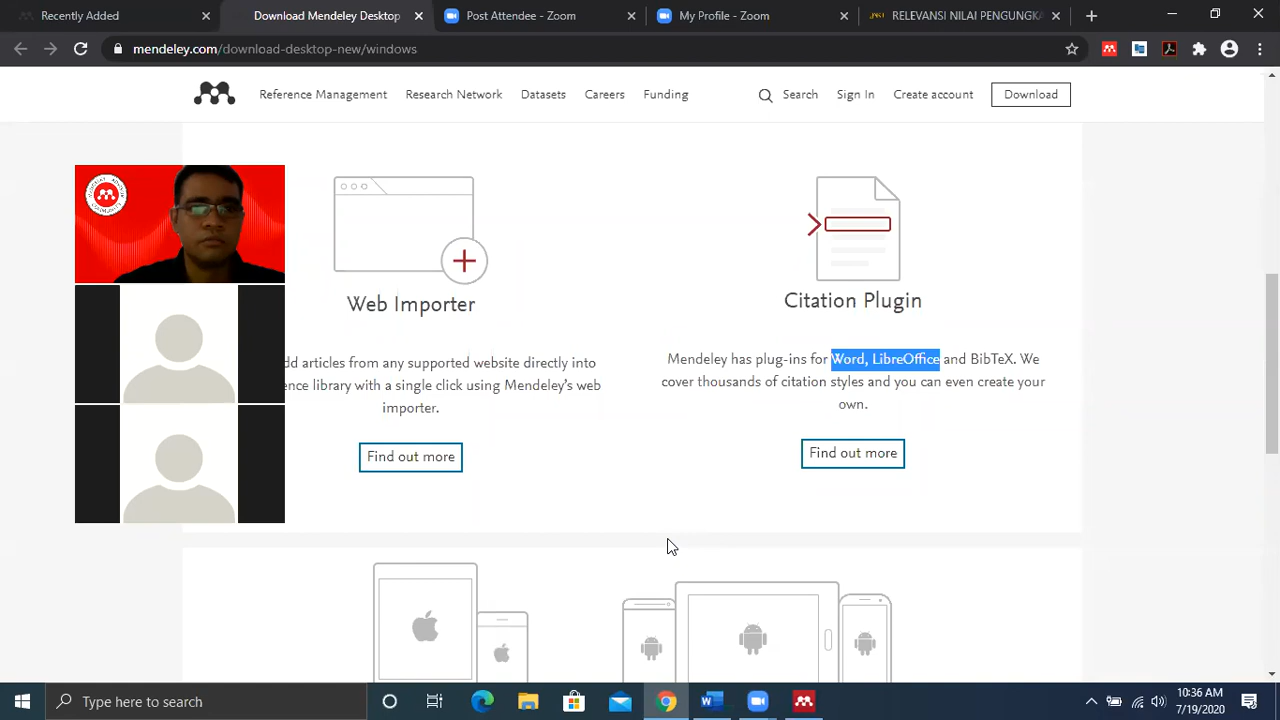 Recently Added
Download Mendeley Desktop
Post Attendee - Zoom
My Profile - Zoom
RELEVANSI NILAI PENGUNGKA
mendeley.com/download-desktop-new/windows
Reference Management
Research Network
Datasets
Careers
Funding
Search
Sign In
Create account
Download
Web Importer
dd articles from any supported website directly into
ence library with a single click using Mendeley's web
importer.
Find out more
Citation Plugin
Mendeley has plug-ins for Word, LibreOffice and BibTeX. We
cover thousands of citation styles and you can even create your
own.
Find out more
Type here to search
10:36 AM
7/19/2020